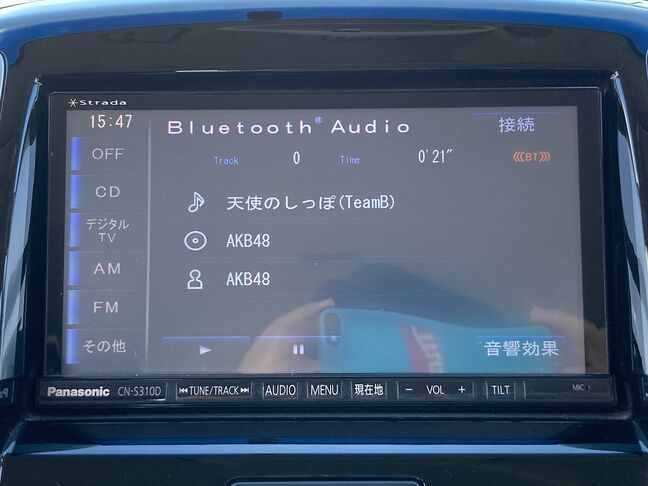 Strada
15:47
Bluetooth® Audio
接続
OFF
Track 0 Time 0'21"
BT
CD
天使のしっぽ(TeamB)
デジタル
TV
AKB48
AM
AKB48
FM
その他
音響効果
Panasonic CN-S310D TUNE/TRACK AUDIO MENU 現在地 − VOL + TILT MIC